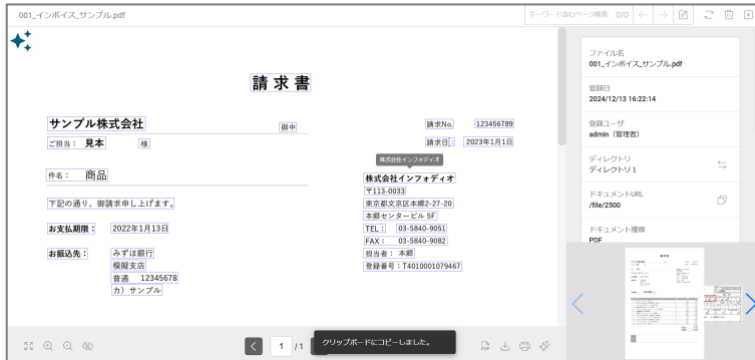 001_インボイス_サンプル.pdf
キーワード含むページ検索 0/0
請求書
サンプル株式会社 御中
ご担当： 見本 様
件名： 商品
下記の通り、御請求申し上げます。
お支払期限： 2022年1月13日
お振込先： みずほ銀行
模擬支店
普通 12345678
カ）サンプル
請求No. 123456789
請求日： 2023年1月1日
株式会社インフォディオ
株式会社インフォディオ
〒113-0033
東京都文京区本郷2-27-20
本郷センタービル 5F
TEL： 03-5840-9051
FAX： 03-5840-9082
担当者： 本郷
登録番号：T4010001079467
ファイル名
001_インボイス_サンプル.pdf
登録日
2024/12/13 16:22:14
登録ユーザ
admin（管理者）
ディレクトリ
ディレクトリ 1
ドキュメントURL
/file/2500
ドキュメント種類
PDF
1 / 1
クリップボードにコピーしました。
PDF